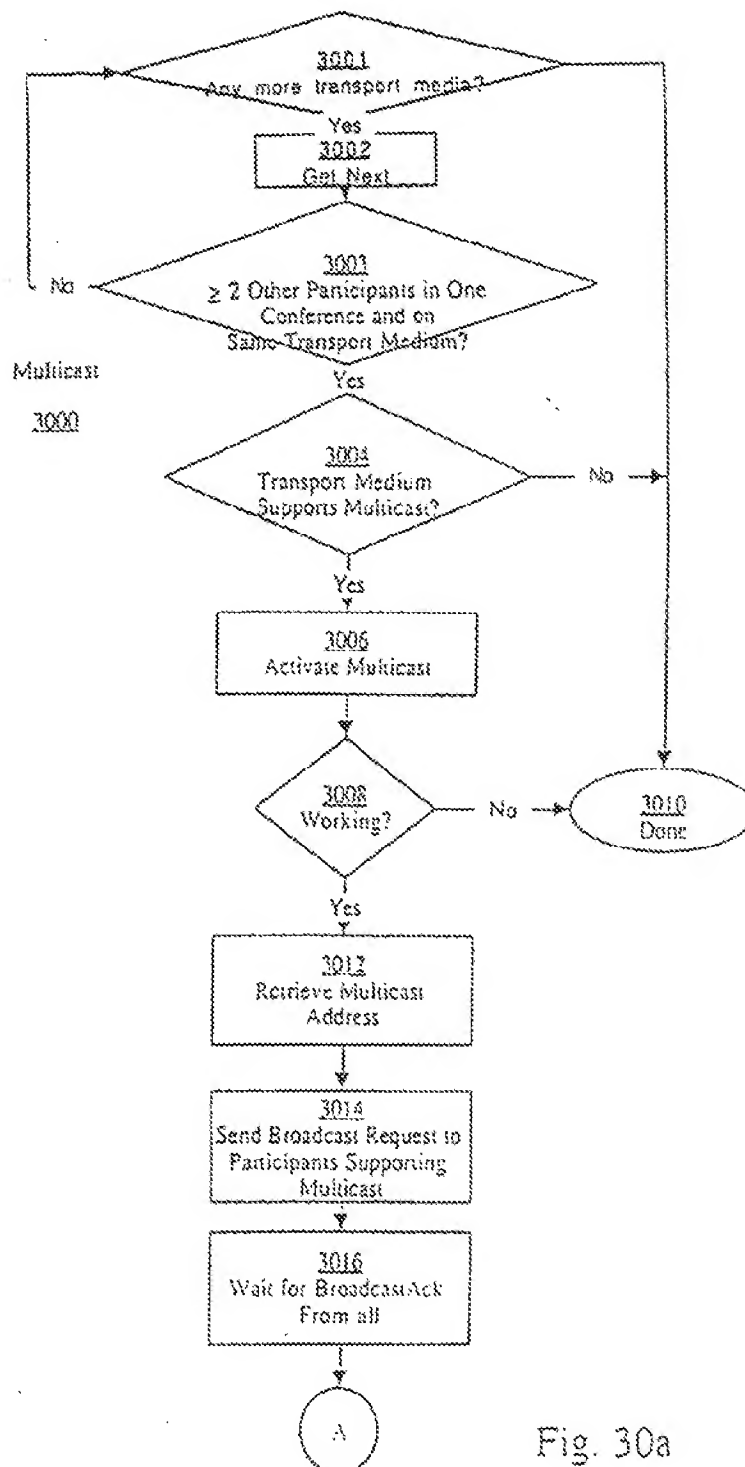 3001
Any more transport media?
Yes
3002
Get Next
3003
≥ 2 Other Participants in One
Conference and on
Same Transport Medium?
No
Yes
Multicast
3000
3004
Transport Medium
Supports Multicast?
No
Yes
3006
Activate Multicast
3008
Working?
No
3010
Done
Yes
3012
Retrieve Multicast
Address
3014
Send Broadcast Request to
Participants Supporting
Multicast
3016
Wait for BroadcastAck
From all
A
Fig. 30a